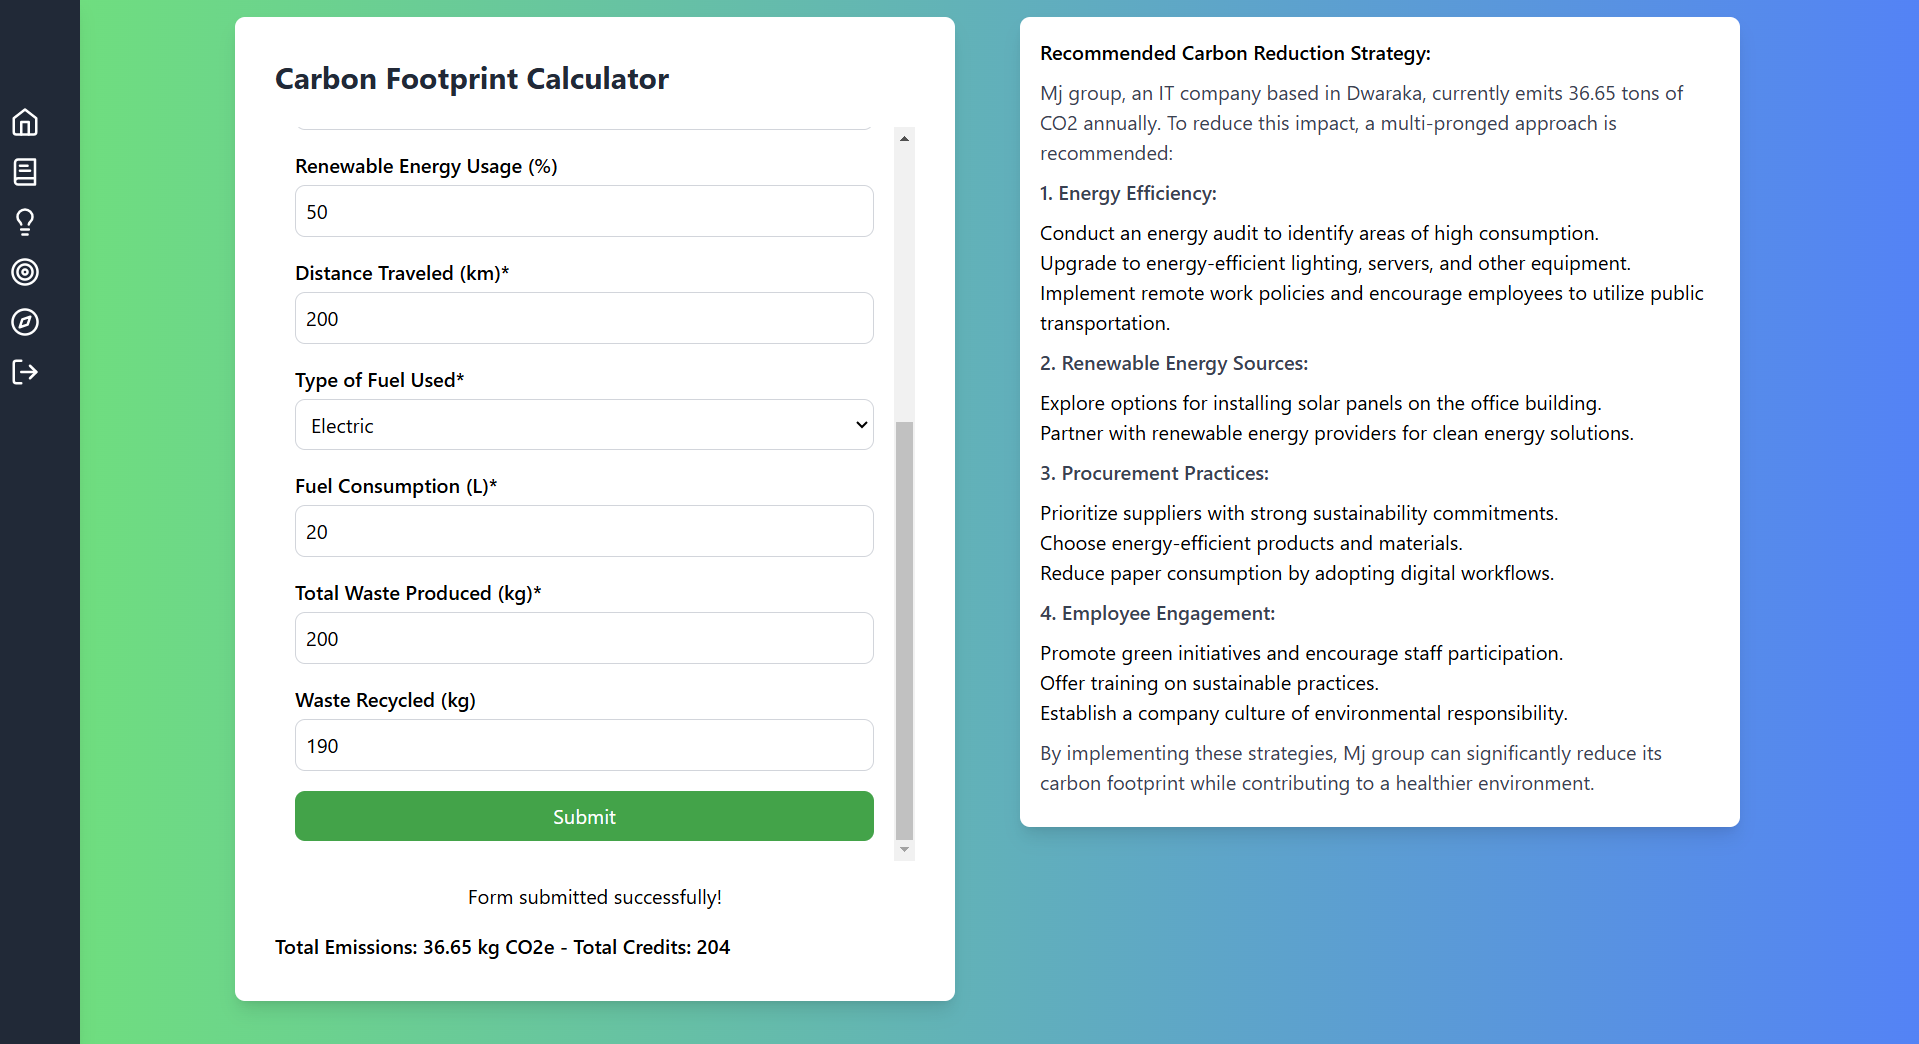 Carbon Footprint Calculator
Renewable Energy Usage (%)
50
Distance Traveled (km)*
200
Type of Fuel Used*
Electric
Fuel Consumption (L)*
20
Total Waste Produced (kg)*
200
Waste Recycled (kg)
190
Submit
Form submitted successfully!
Total Emissions: 36.65 kg CO2e - Total Credits: 204
Recommended Carbon Reduction Strategy:
Mj group, an IT company based in Dwaraka, currently emits 36.65 tons of
CO2 annually. To reduce this impact, a multi-pronged approach is
recommended:
1. Energy Efficiency:
Conduct an energy audit to identify areas of high consumption.
Upgrade to energy-efficient lighting, servers, and other equipment.
Implement remote work policies and encourage employees to utilize public
transportation.
2. Renewable Energy Sources:
Explore options for installing solar panels on the office building.
Partner with renewable energy providers for clean energy solutions.
3. Procurement Practices:
Prioritize suppliers with strong sustainability commitments.
Choose energy-efficient products and materials.
Reduce paper consumption by adopting digital workflows.
4. Employee Engagement:
Promote green initiatives and encourage staff participation.
Offer training on sustainable practices.
Establish a company culture of environmental responsibility.
By implementing these strategies, Mj group can significantly reduce its
carbon footprint while contributing to a healthier environment.